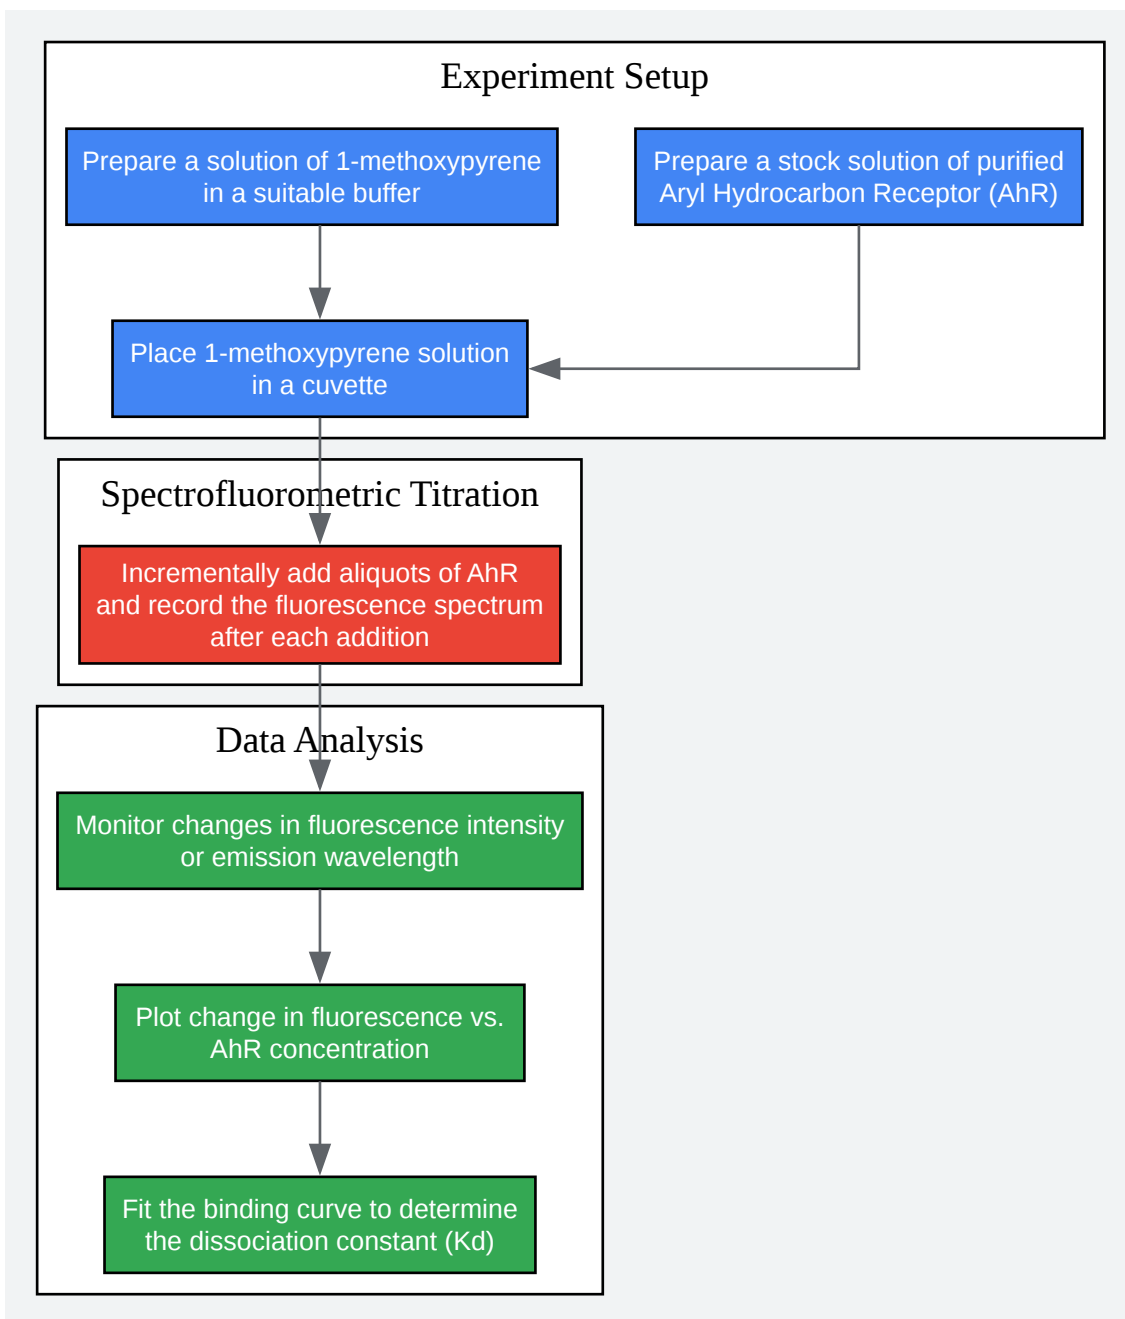 Experiment Setup
Prepare a solution of 1-methoxypyrene
in a suitable buffer
Prepare a stock solution of purified
Aryl Hydrocarbon Receptor (AhR)
Place 1-methoxypyrene solution
in a cuvette
Spectrofluorometric Titration
Incrementally add aliquots of AhR
and record the fluorescence spectrum
after each addition
Data Analysis
Monitor changes in fluorescence intensity
or emission wavelength
Plot change in fluorescence vs.
AhR concentration
Fit the binding curve to determine
the dissociation constant (Kd)